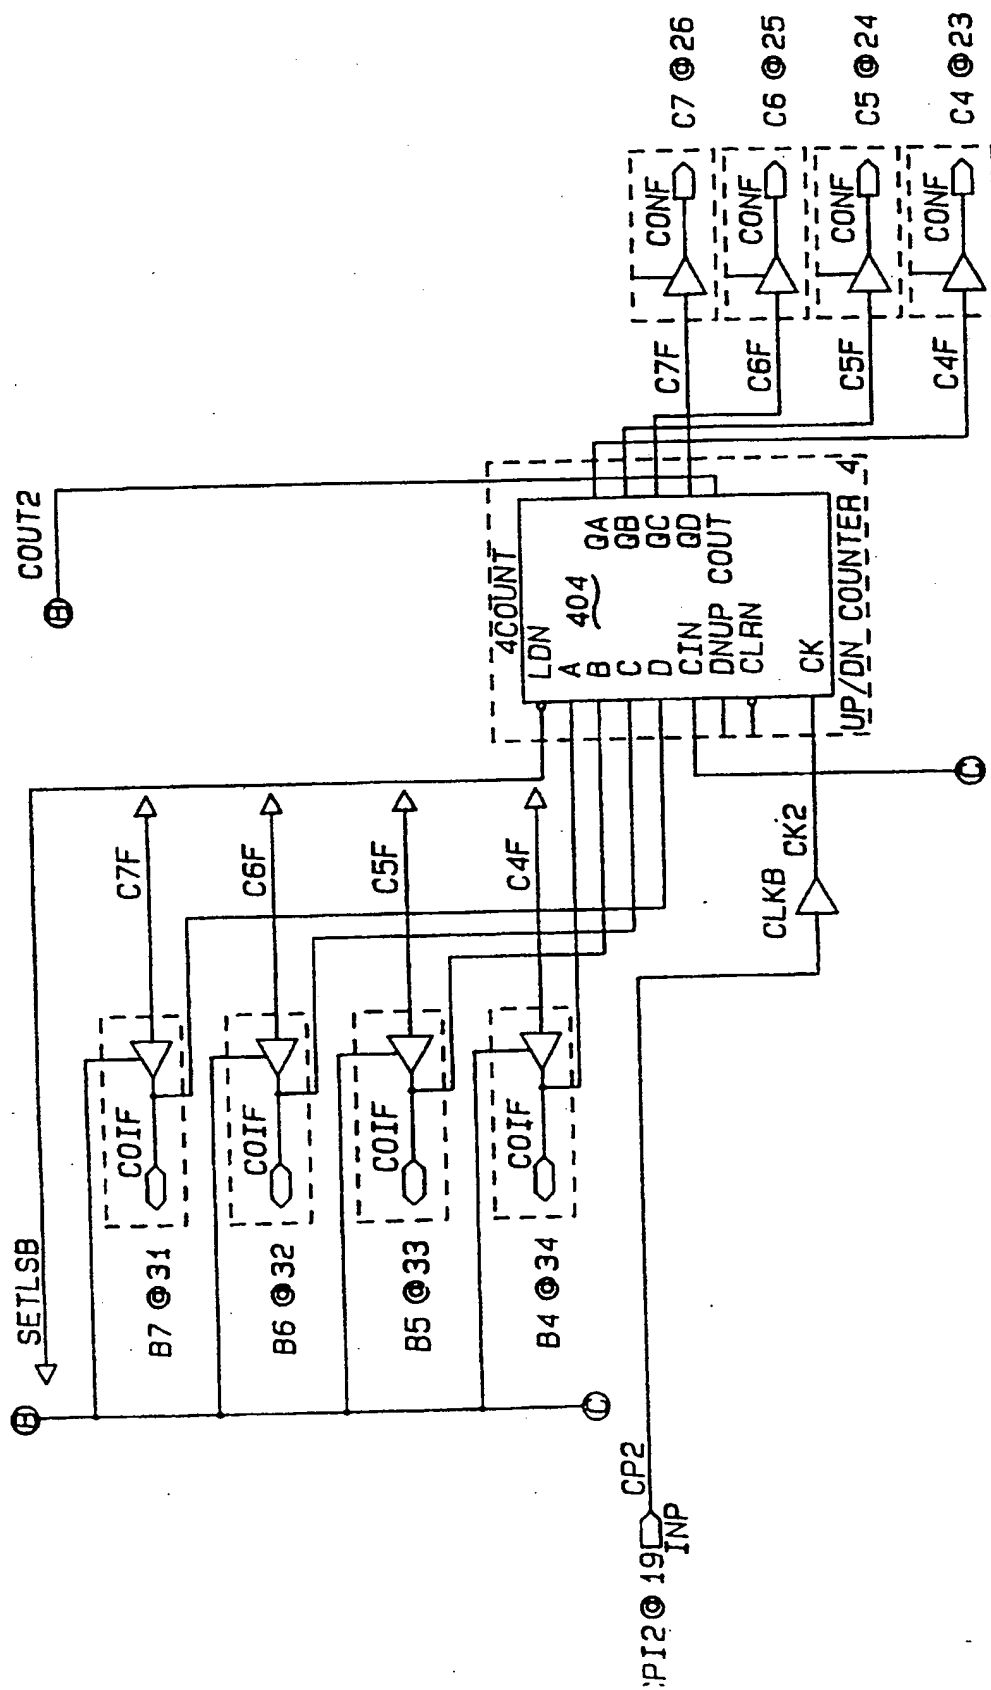 B
COUT2
SETLSB
B7 @31
COIF
C7F
B6 @32
COIF
C6F
B5 @33
COIF
C5F
B4 @34
COIF
C4F
C
4COUNT
LDN
A
B
C
D
CIN
DNUP
CLRN
CK
404
QA
QB
QC
QD
COUT
UP/DN COUNTER 4
B
C7F
CONF
C7 @26
C6F
CONF
C6 @25
C5F
CONF
C5 @24
C4F
CONF
C4 @23
PI2@19
INP
CP2
CLKB
CK2
C